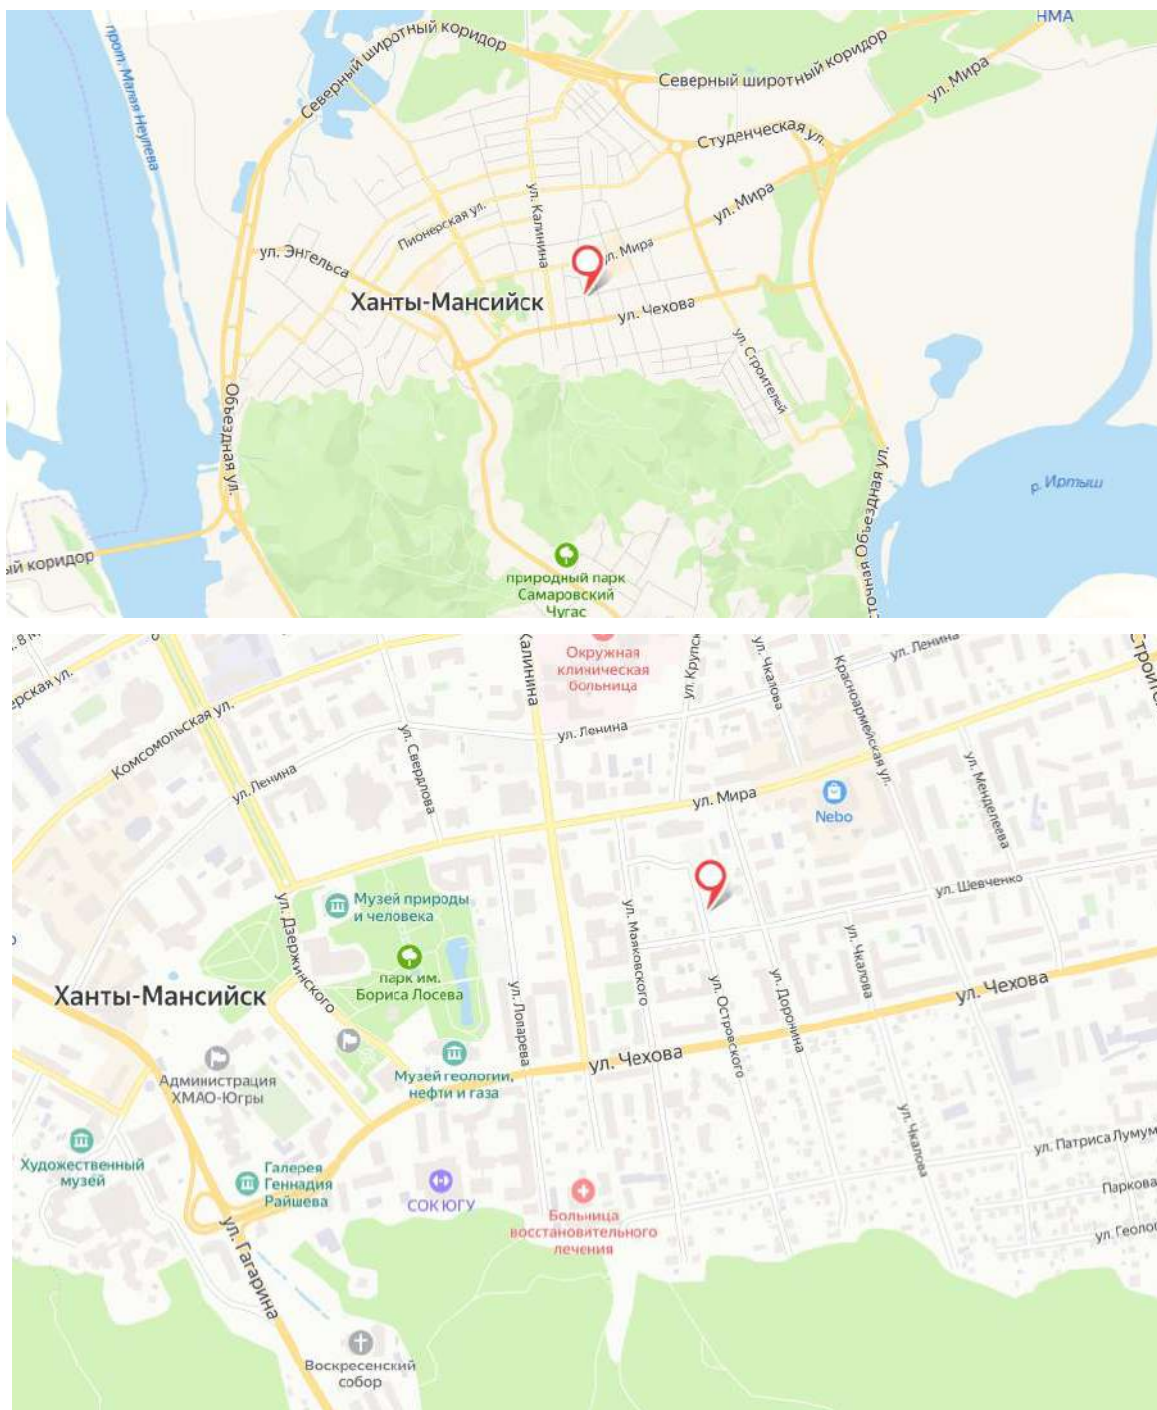 НМА
прот. Малая Неулева
Северный широтный коридор
Северный широтный коридор
ул. Мира
Студенческая ул.
ул. Мира
ул. Калинина
Пионерская ул.
ул. Энгельса
ул. Мира
Ханты-Мансийск
ул. Чехова
ул. Строителей
Объездная ул.
р. Иртыш
ый коридор
природный парк
Самаровский
Чугас
сточная Объездная ул.
Калинина
Окружная
клиническая
больница
ул. Крупск
ул. Чкалова
Красноармейская ул.
ул. Ленина
Строит
ерская ул.
Комсомольская ул.
ул. Ленина
ул. Свердлова
ул. Ленина
ул. Мира
Nebo
ул. Менделеева
ул. Шевченко
Музей природы
и человека
ул. Дзержинского
парк им.
Бориса Лосева
ул. Лопарева
ул. Маяковского
ул. Островского
ул. Доронина
ул. Чкалова
ул. Чехова
Ханты-Мансийск
ул. Чехова
Администрация
ХМАО-Югры
Музей геологии,
нефти и газа
ул. Чкалова
ул. Патриса Лумум
Художественный
музей
Галерея
Геннадия
Райшева
СОК ЮГУ
Больница
восстановительного
лечения
Паркова
ул. Геолог
ул. Гагарина
Воскресенский
собор